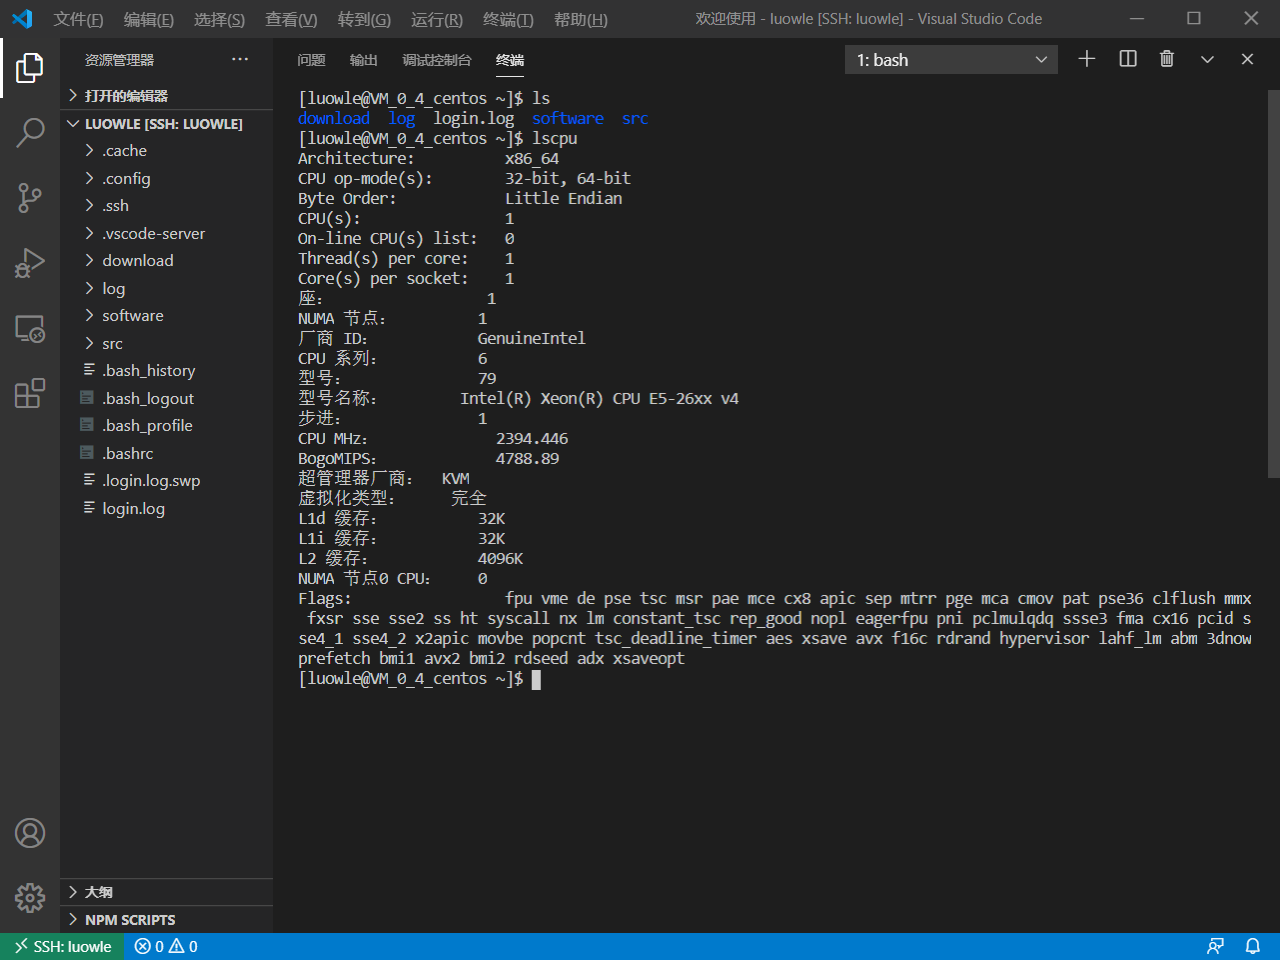 文件(F) 编辑(E) 选择(S) 查看(V) 转到(G) 运行(R) 终端(T) 帮助(H) 欢迎使用 - luowle [SSH: luowle] - Visual Studio Code
资源管理器 ···
打开的编辑器
LUOWLE [SSH: LUOWLE]
.cache
.config
.ssh
.vscode-server
download
log
software
src
.bash_history
.bash_logout
.bash_profile
.bashrc
.login.log.swp
login.log
大纲
NPM SCRIPTS
问题 输出 调试控制台 终端 1: bash
[luowle@VM_0_4_centos ~]$ ls
download log login.log software src
[luowle@VM_0_4_centos ~]$ lscpu
Architecture: x86_64
CPU op-mode(s): 32-bit, 64-bit
Byte Order: Little Endian
CPU(s): 1
On-line CPU(s) list: 0
Thread(s) per core: 1
Core(s) per socket: 1
座： 1
NUMA 节点： 1
厂商 ID： GenuineIntel
CPU 系列： 6
型号： 79
型号名称： Intel(R) Xeon(R) CPU E5-26xx v4
步进： 1
CPU MHz： 2394.446
BogoMIPS： 4788.89
超管理器厂商： KVM
虚拟化类型： 完全
L1d 缓存： 32K
L1i 缓存： 32K
L2 缓存： 4096K
NUMA 节点0 CPU： 0
Flags: fpu vme de pse tsc msr pae mce cx8 apic sep mtrr pge mca cmov pat pse36 clflush mmx
fxsr sse sse2 ss ht syscall nx lm constant_tsc rep_good nopl eagerfpu pni pclmulqdq ssse3 fma cx16 pcid s
se4_1 sse4_2 x2apic movbe popcnt tsc_deadline_timer aes xsave avx f16c rdrand hypervisor lahf_lm abm 3dnow
prefetch bmi1 avx2 bmi2 rdseed adx xsaveopt
[luowle@VM_0_4_centos ~]$
SSH: luowle 0 0